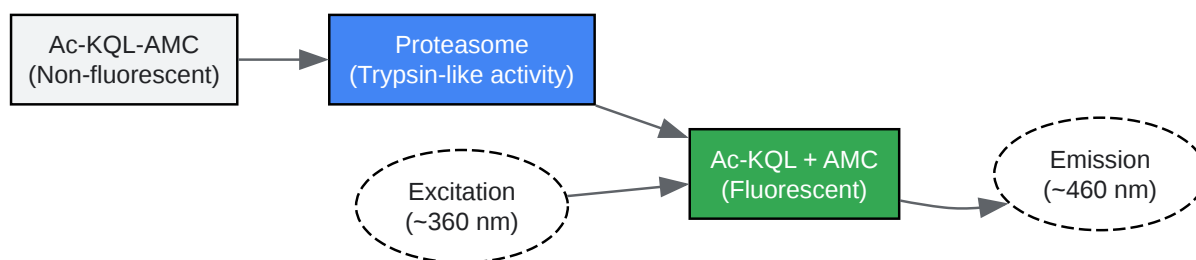 Ac-KQL-AMC
(Non-fluorescent)
Proteasome
(Trypsin-like activity)
Excitation
(~360 nm)
Ac-KQL + AMC
(Fluorescent)
Emission
(~460 nm)